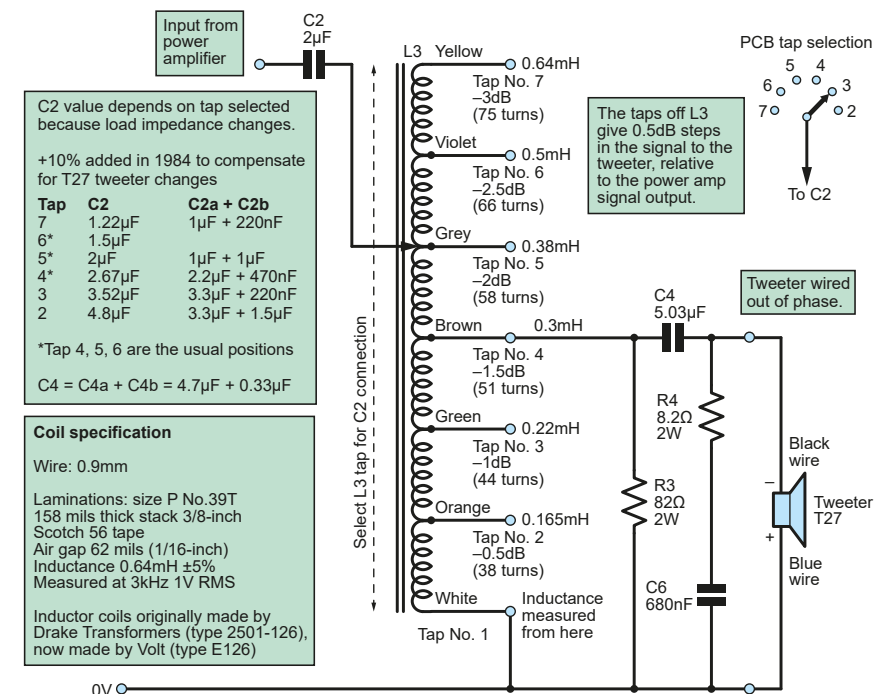 Input from
power
amplifier
C2
2µF
L3
Yellow
0.64mH
Tap No. 7
–3dB
(75 turns)
Violet
0.5mH
Tap No. 6
–2.5dB
(66 turns)
Grey
0.38mH
Tap No. 5
–2dB
(58 turns)
Brown
0.3mH
Tap No. 4
–1.5dB
(51 turns)
Green
0.22mH
Tap No. 3
–1dB
(44 turns)
Orange
0.165mH
Tap No. 2
–0.5dB
(38 turns)
White
Tap No. 1
Inductance
measured
from here
Select L3 tap for C2 connection
C2 value depends on tap selected
because load impedance changes.
+10% added in 1984 to compensate
for T27 tweeter changes
Tap C2 C2a + C2b
7 1.22µF 1µF + 220nF
6* 1.5µF
5* 2µF 1µF + 1µF
4* 2.67µF 2.2µF + 470nF
3 3.52µF 3.3µF + 220nF
2 4.8µF 3.3µF + 1.5µF
*Tap 4, 5, 6 are the usual positions
C4 = C4a + C4b = 4.7µF + 0.33µF
Coil specification
Wire: 0.9mm
Laminations: size P No.39T
158 mils thick stack 3/8-inch
Scotch 56 tape
Air gap 62 mils (1/16-inch)
Inductance 0.64mH ±5%
Measured at 3kHz 1V RMS
Inductor coils originally made by
Drake Transformers (type 2501-126),
now made by Volt (type E126)
0V
The taps off L3
give 0.5dB steps
in the signal to the
tweeter, relative
to the power amp
signal output.
PCB tap selection
5 4
6 3
7 2
To C2
Tweeter wired
out of phase.
C4
5.03µF
R4
8.2Ω
2W
R3
82Ω
2W
C6
680nF
Black
wire
–
Tweeter
T27
+
Blue
wire